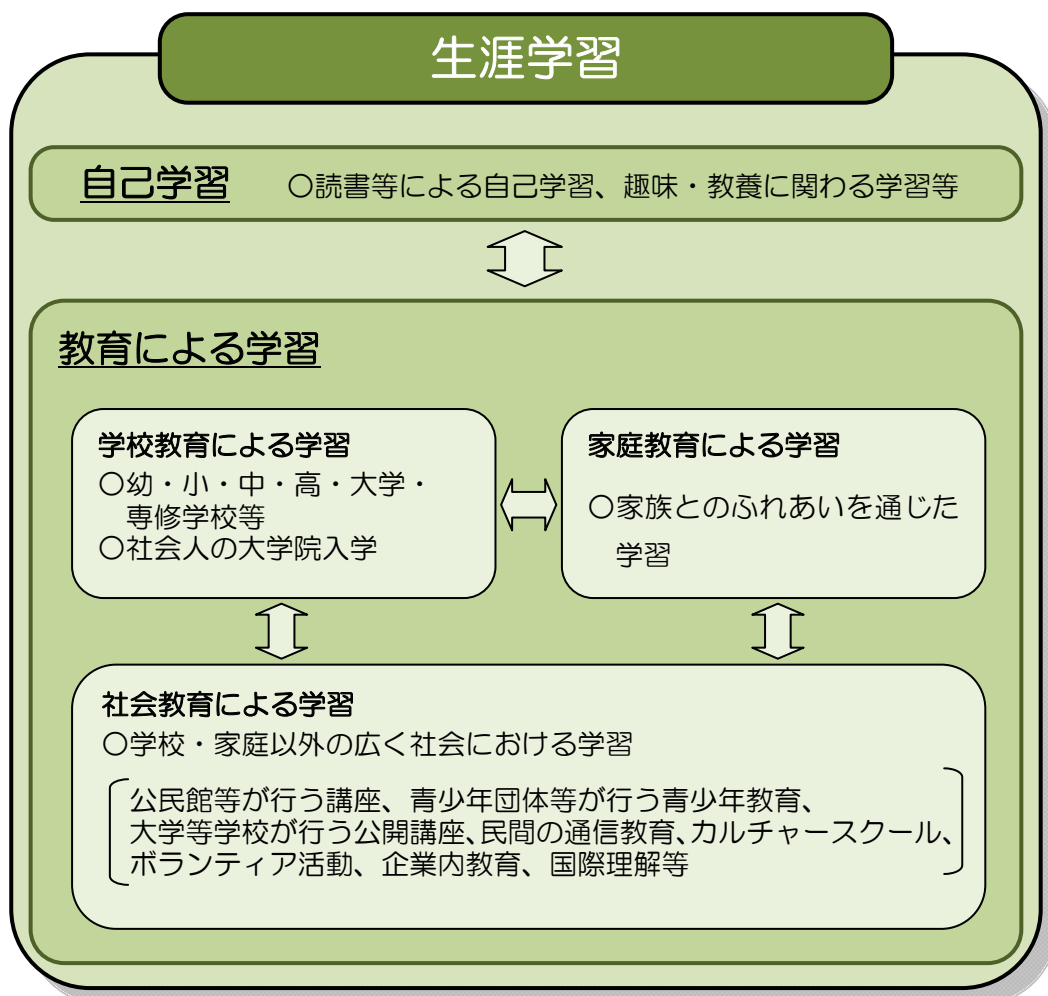 生涯学習
自己学習 ○読書等による自己学習、趣味・教養に関わる学習等
教育による学習
学校教育による学習
○幼・小・中・高・大学・
専修学校等
○社会人の大学院入学
家庭教育による学習
○家族とのふれあいを通じた
学習
社会教育による学習
○学校・家庭以外の広く社会における学習
公民館等が行う講座、青少年団体等が行う青少年教育、
大学等学校が行う公開講座、民間の通信教育、カルチャースクール、
ボランティア活動、企業内教育、国際理解等